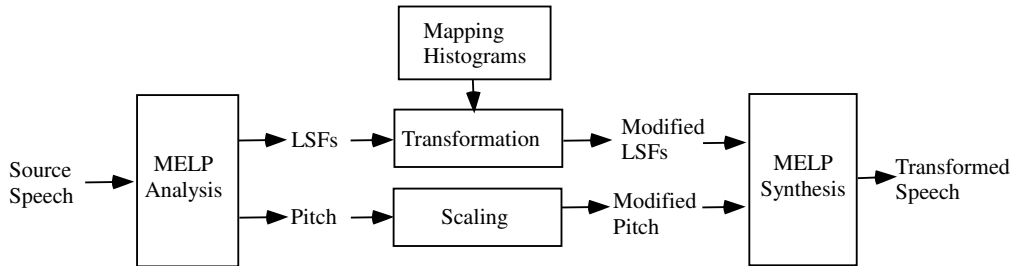 Mapping
Histograms
Source
Speech
MELP
Analysis
LSFs
Transformation
Modified
LSFs
Pitch
Scaling
Modified
Pitch
MELP
Synthesis
Transformed
Speech